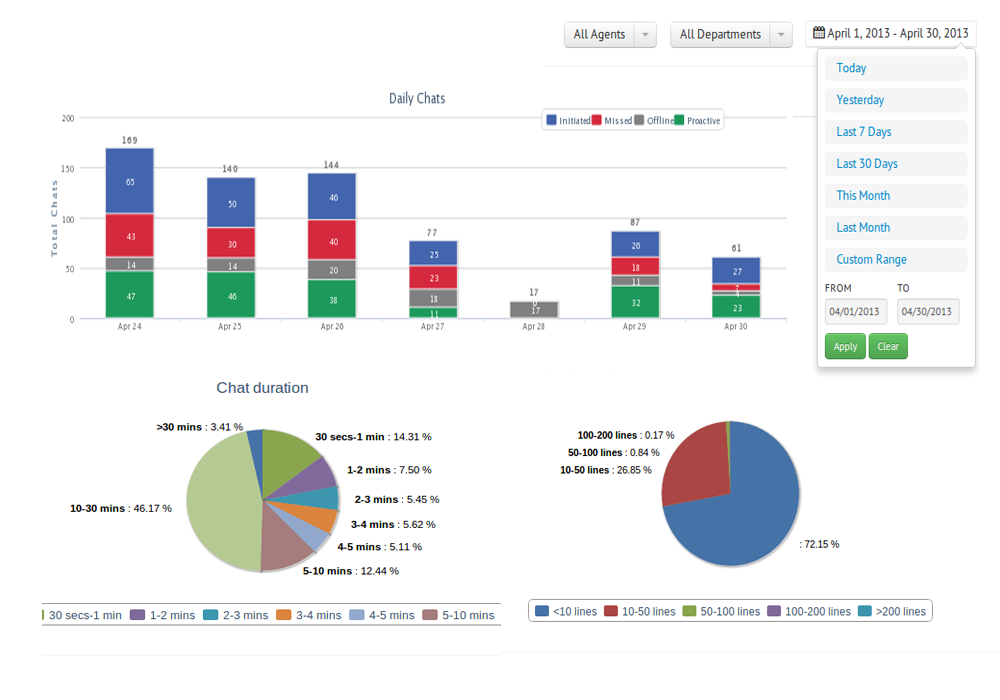 All Agents
All Departments
April 1, 2013 - April 30, 2013
Today
Yesterday
Last 7 Days
Last 30 Days
This Month
Last Month
Custom Range
FROM TO
04/01/2013 04/30/2013
Apply Clear
Daily Chats
Initiated Missed Offline Proactive
Total Chats
200
150
100
50
0
169
65
43
14
47
140
50
30
14
46
144
46
40
20
38
77
25
23
18
11
17
0
17
87
26
18
11
32
61
27
7
4
23
Apr 24 Apr 25 Apr 26 Apr 27 Apr 28 Apr 29 Apr 30
Chat duration
>30 mins : 3.41 %
30 secs-1 min : 14.31 %
1-2 mins : 7.50 %
2-3 mins : 5.45 %
3-4 mins : 5.62 %
4-5 mins : 5.11 %
5-10 mins : 12.44 %
10-30 mins : 46.17 %
30 secs-1 min 1-2 mins 2-3 mins 3-4 mins 4-5 mins 5-10 mins
100-200 lines : 0.17 %
50-100 lines : 0.84 %
10-50 lines : 26.85 %
: 72.15 %
<10 lines 10-50 lines 50-100 lines 100-200 lines >200 lines